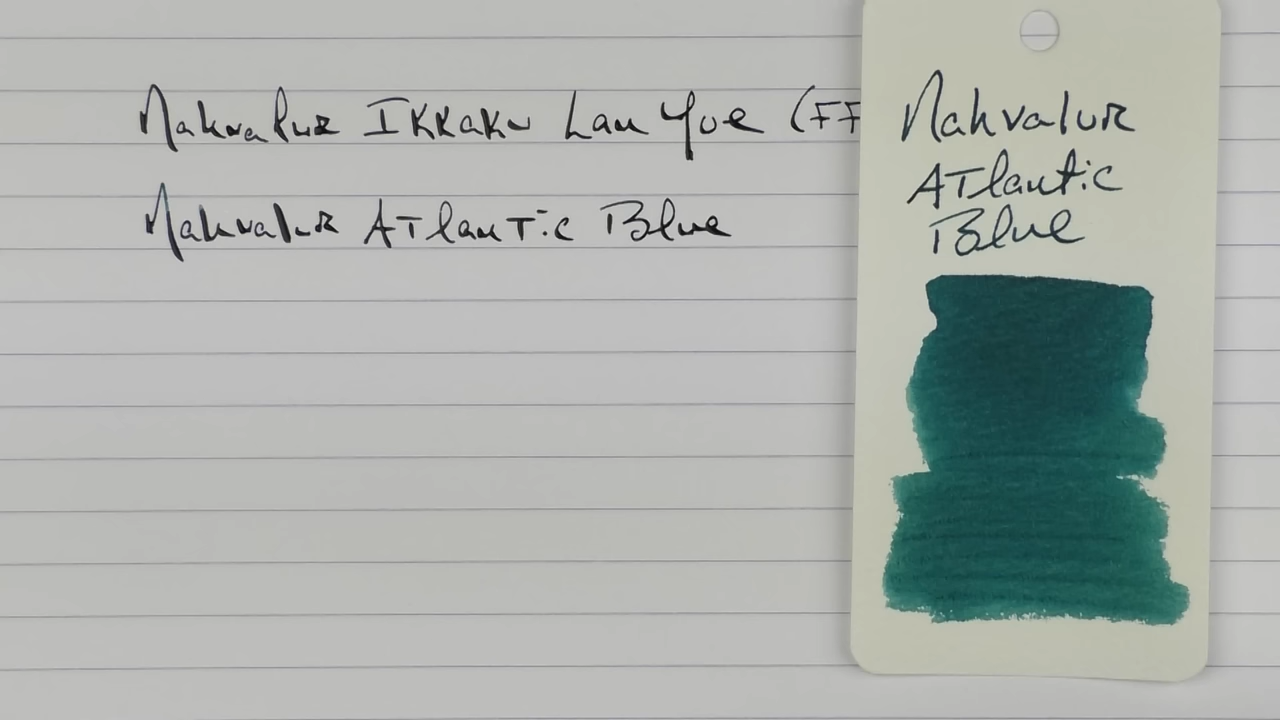 Nahvalur Ikkaku Lan Yue (FF
Nahvalur Atlantic Blue
Nahvalur
Atlantic
Blue